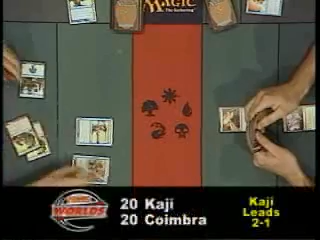 MAGIC
The Gathering
WORLDS
20 Kaji
20 Coimbra
Kaji
Leads
2-1